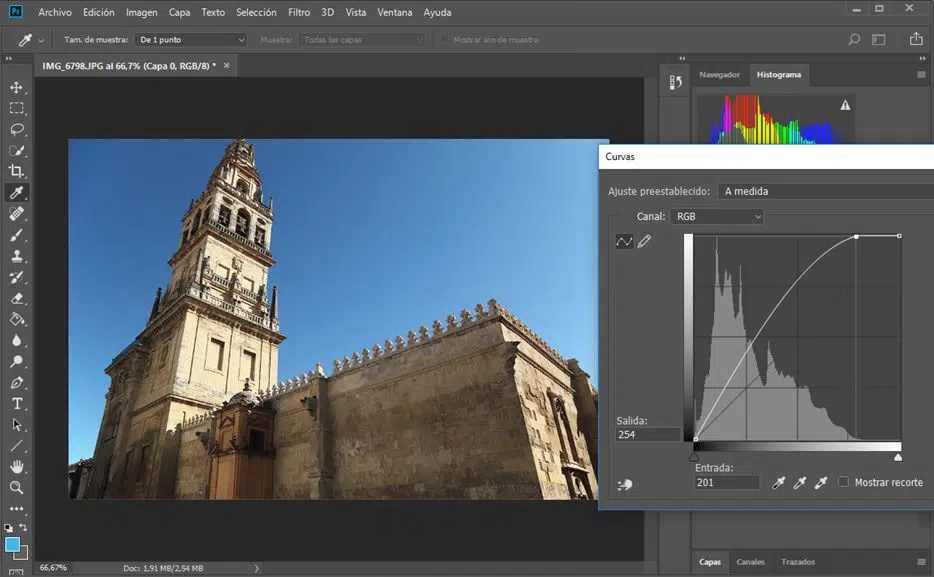 Ps Archivo Edición Imagen Capa Texto Selección Filtro 3D Vista Ventana Ayuda
Tam. de muestra: De 1 punto Muestra: Todas las capas Mostrar aro de muestra
IMG_6798.JPG al 66,7% (Capa 0, RGB/8) * ×
Navegador Histograma
Curvas
Ajuste preestablecido: A medida
Canal: RGB
Salida:
254
Entrada:
201
Mostrar recorte
Capas Canales Trazados
66,67% Doc: 1,91 MB/2,54 MB